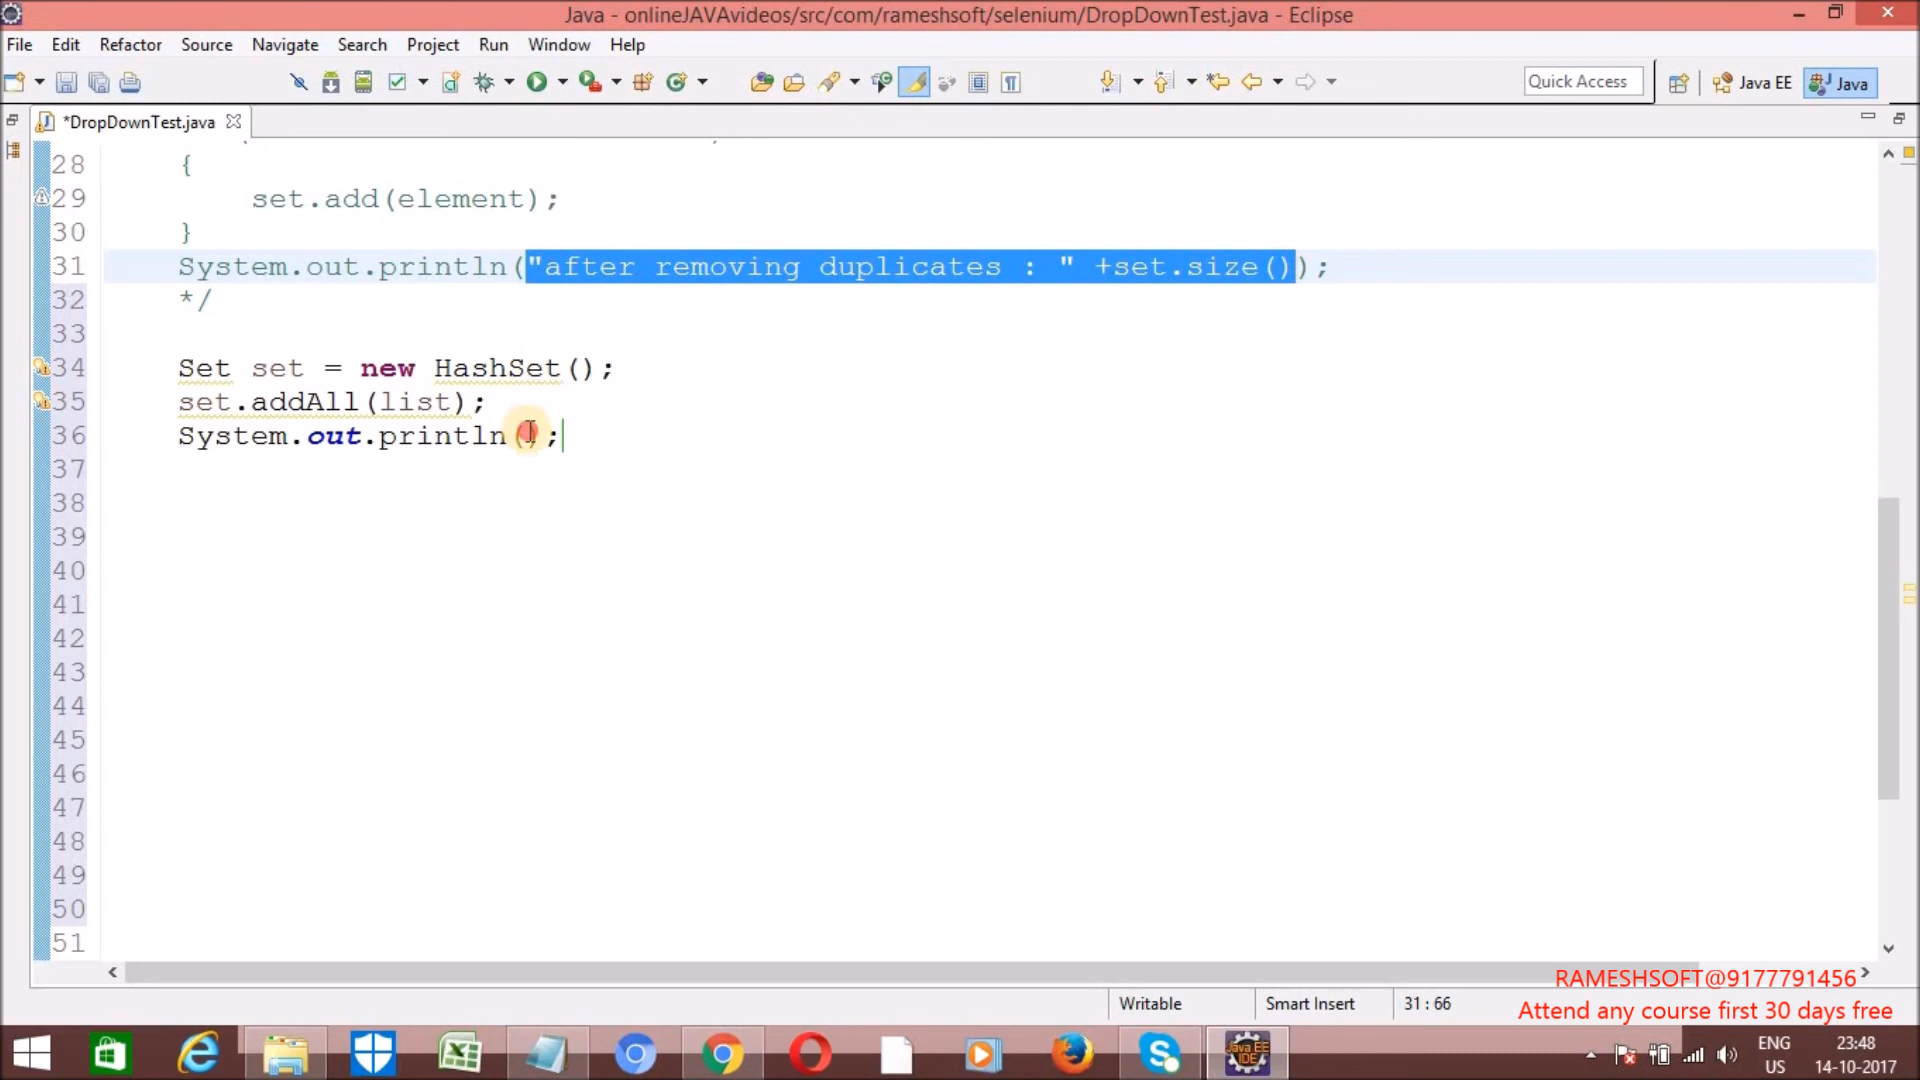 Java - onlineJAVAvideos/src/com/rameshsoft/selenium/DropDownTest.java - Eclipse
File Edit Refactor Source Navigate Search Project Run Window Help
Quick Access
Java EE
Java
*DropDownTest.java
28 {
29 set.add(element);
30 }
31 System.out.println("after removing duplicates : " +set.size());
32 */
33
34 Set set = new HashSet();
35 set.addAll(list);
36 System.out.println();
37
38
39
40
41
42
43
44
45
46
47
48
49
50
51
RAMESHSOFT@9177791456
Writable Smart Insert 31 : 66
Attend any course first 30 days free
Java EE
IDE
ENG 23:48
US 14-10-2017